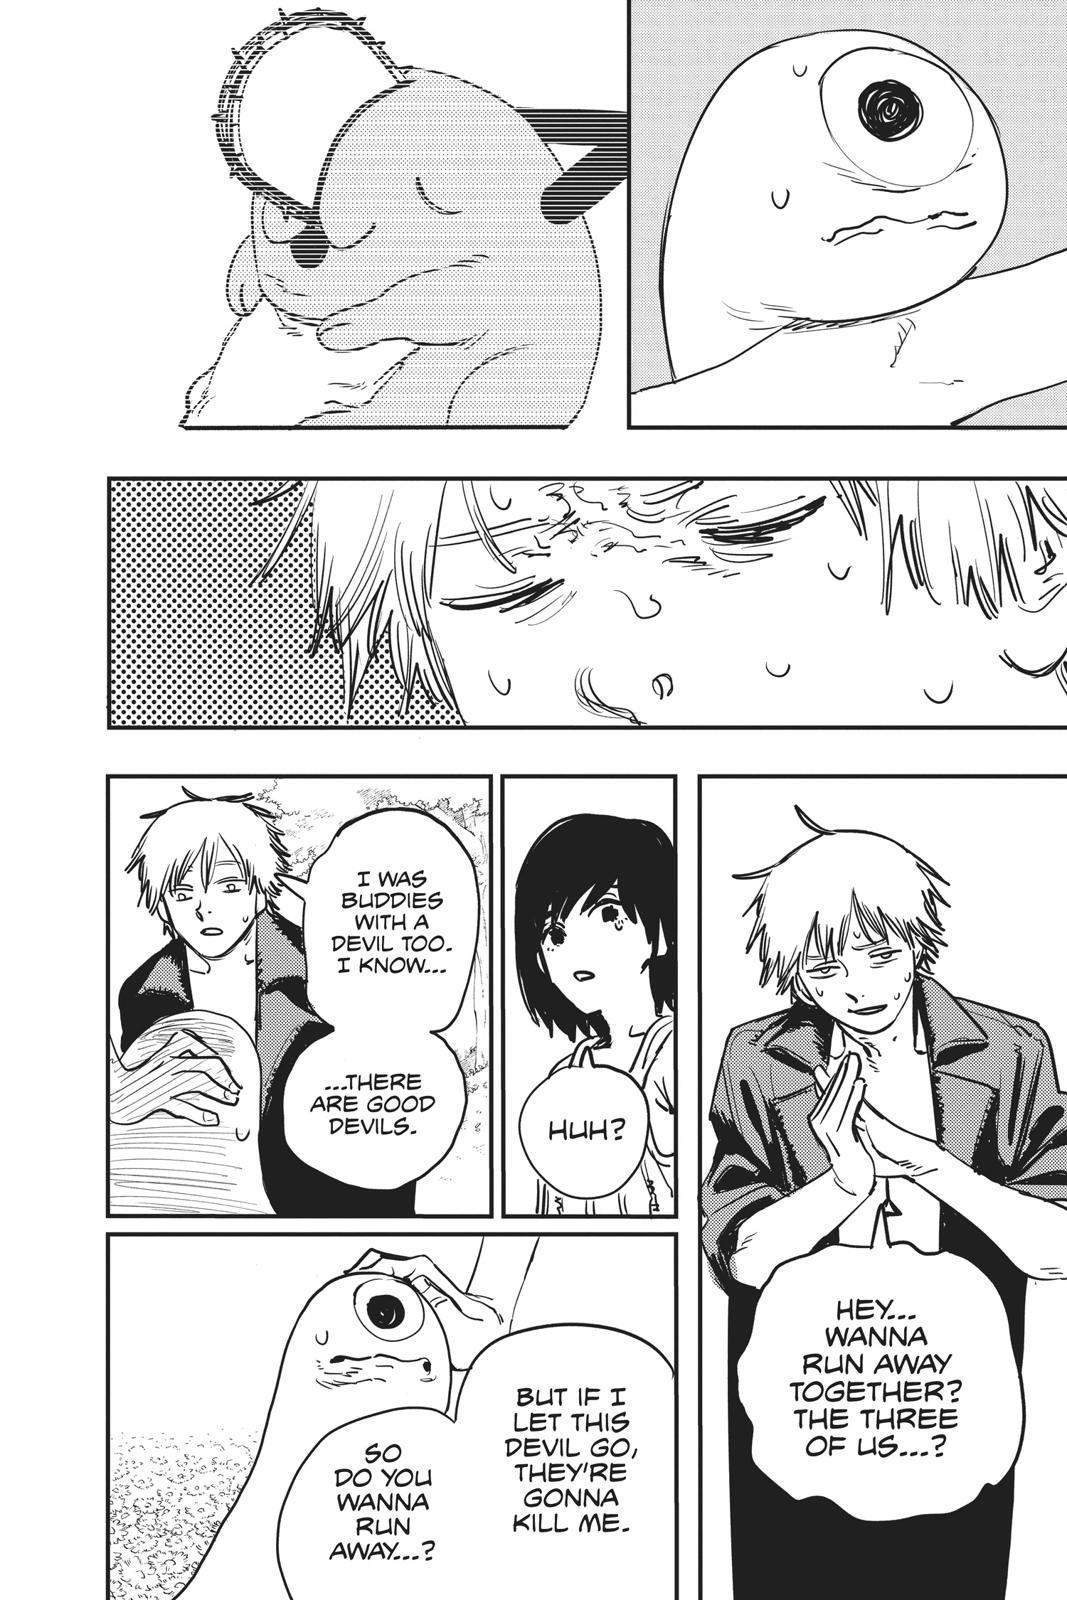 HEY...
WANNA
RUN AWAY
TOGETHER?
THE THREE
OF US...?
HUH?
I WAS
BUDDIES
WITH A
DEVIL TOO.
I KNOW...
...THERE
ARE GOOD
DEVILS.
BUT IF I
LET THIS
DEVIL GO,
THEY'RE
GONNA
KILL ME.
SO
DO YOU
WANNA
RUN
AWAY...?